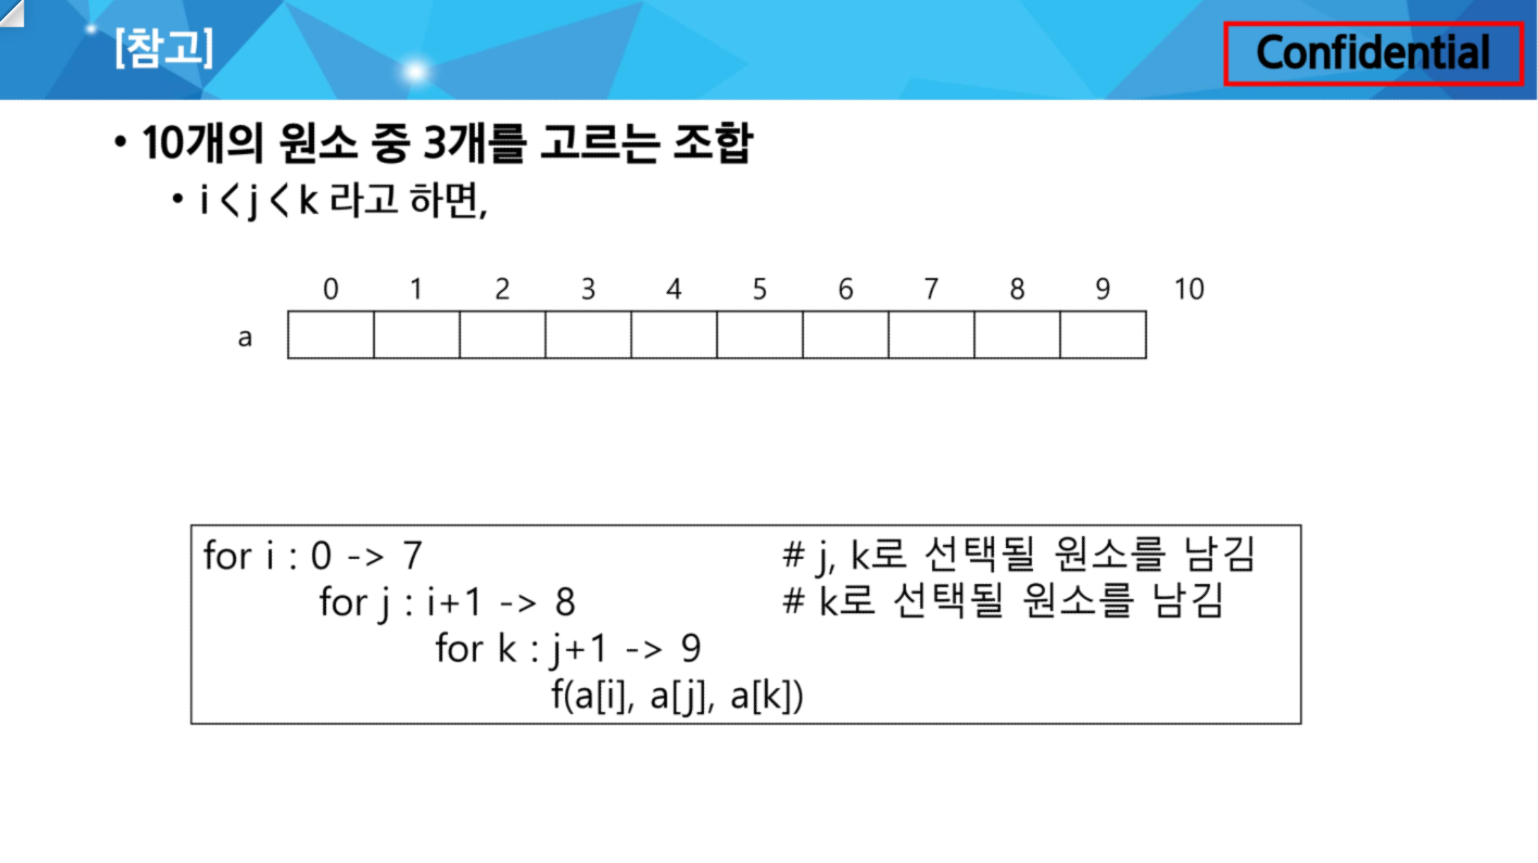 [참고]
Confidential
• 10개의 원소 중 3개를 고르는 조합
• i < j < k 라고 하면,
0 1 2 3 4 5 6 7 8 9 10
a
for i : 0 -> 7 # j, k로 선택될 원소를 남김
for j : i+1 -> 8 # k로 선택될 원소를 남김
for k : j+1 -> 9
f(a[i], a[j], a[k])